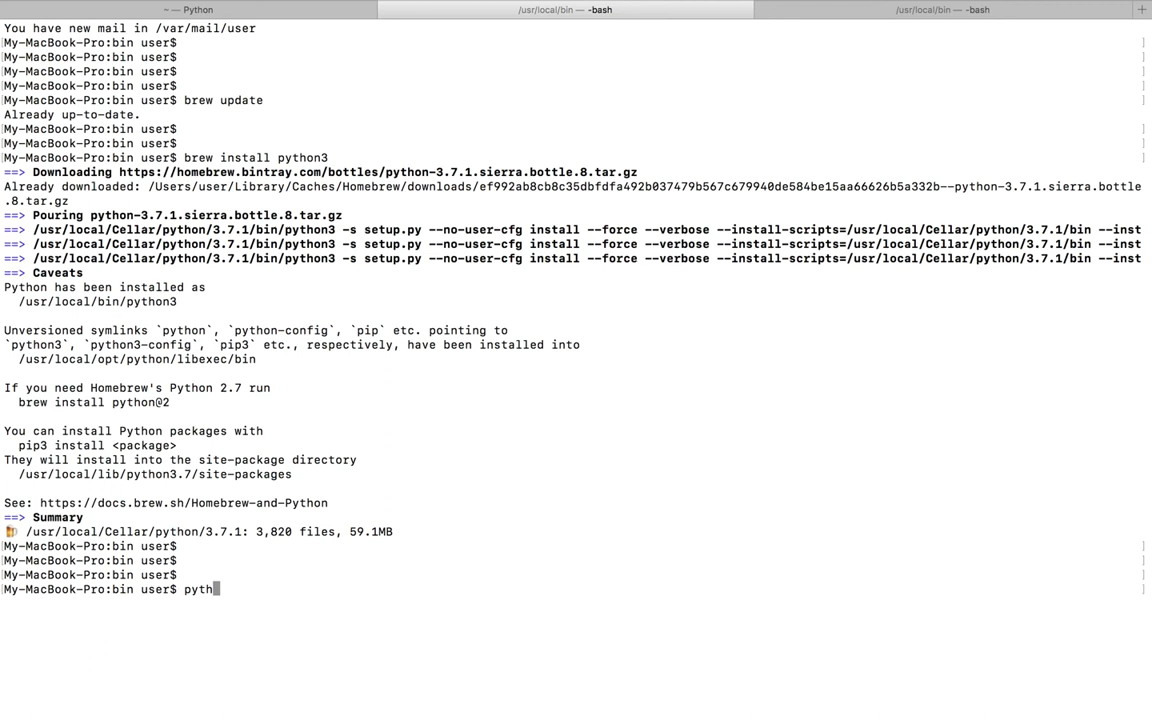 ~ — Python
/usr/local/bin — -bash
/usr/local/bin — -bash
+
You have new mail in /var/mail/user
[My-MacBook-Pro:bin user$ ]
[My-MacBook-Pro:bin user$ ]
[My-MacBook-Pro:bin user$ ]
[My-MacBook-Pro:bin user$ ]
[My-MacBook-Pro:bin user$ brew update ]
Already up-to-date.
[My-MacBook-Pro:bin user$ ]
[My-MacBook-Pro:bin user$ ]
[My-MacBook-Pro:bin user$ brew install python3 ]
==> Downloading https://homebrew.bintray.com/bottles/python-3.7.1.sierra.bottle.8.tar.gz
Already downloaded: /Users/user/Library/Caches/Homebrew/downloads/ef992ab8cb8c35dbfdfa492b037479b567c679940de584be15aa66626b5a332b--python-3.7.1.sierra.bottle
.8.tar.gz
==> Pouring python-3.7.1.sierra.bottle.8.tar.gz
==> /usr/local/Cellar/python/3.7.1/bin/python3 -s setup.py --no-user-cfg install --force --verbose --install-scripts=/usr/local/Cellar/python/3.7.1/bin --inst
==> /usr/local/Cellar/python/3.7.1/bin/python3 -s setup.py --no-user-cfg install --force --verbose --install-scripts=/usr/local/Cellar/python/3.7.1/bin --inst
==> /usr/local/Cellar/python/3.7.1/bin/python3 -s setup.py --no-user-cfg install --force --verbose --install-scripts=/usr/local/Cellar/python/3.7.1/bin --inst
==> Caveats
Python has been installed as
/usr/local/bin/python3
Unversioned symlinks `python`, `python-config`, `pip` etc. pointing to
`python3`, `python3-config`, `pip3` etc., respectively, have been installed into
/usr/local/opt/python/libexec/bin
If you need Homebrew's Python 2.7 run
brew install python@2
You can install Python packages with
pip3 install <package>
They will install into the site-package directory
/usr/local/lib/python3.7/site-packages
See: https://docs.brew.sh/Homebrew-and-Python
==> Summary
🍺 /usr/local/Cellar/python/3.7.1: 3,820 files, 59.1MB
[My-MacBook-Pro:bin user$ ]
[My-MacBook-Pro:bin user$ ]
[My-MacBook-Pro:bin user$ ]
[My-MacBook-Pro:bin user$ pyth ]